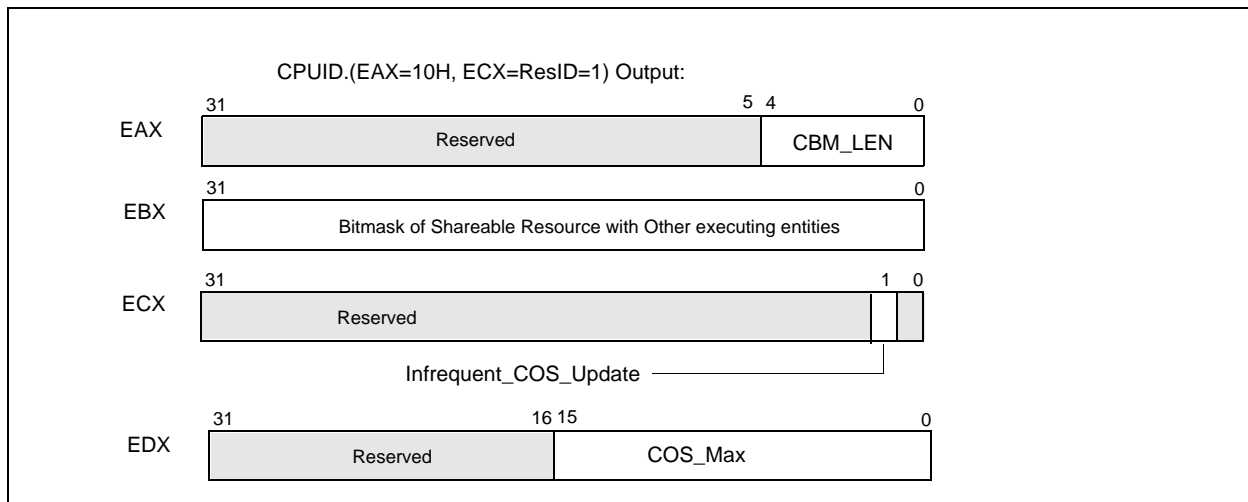 CPUID.(EAX=10H, ECX=ResID=1) Output:
31 5 4 0
EAX Reserved CBM_LEN
31 0
EBX Bitmask of Shareable Resource with Other executing entities
31 1 0
ECX Reserved
Infrequent_COS_Update
31 16 15 0
EDX Reserved COS_Max